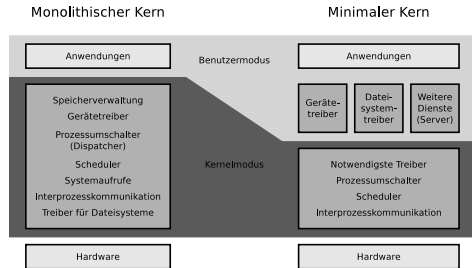 Monolithischer Kern
Minimaler Kern
Anwendungen
Benutzermodus
Anwendungen
Speicherverwaltung
Gerätetreiber
Prozessumschalter
(Dispatcher)
Scheduler
Systemaufrufe
Interprozesskommunikation
Treiber für Dateisysteme
Kernelmodus
Geräte-
treiber
Datei-
system-
treiber
Weitere
Dienste
(Server)
Notwendigste Treiber
Prozessumschalter
Scheduler
Interprozesskommunikation
Hardware
Hardware